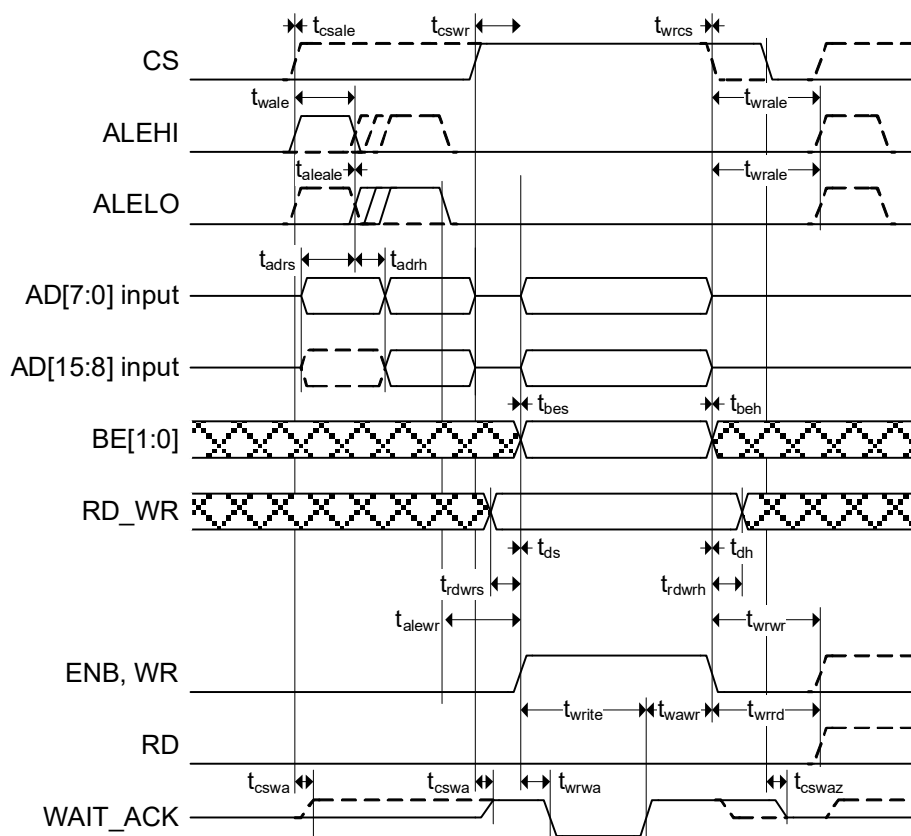 t_csale t_cswr t_wrcs
CS
t_wale t_wrale
ALEHI
t_aleale t_wrale
ALELO
t_adrs t_adrh
AD[7:0] input
AD[15:8] input
t_bes t_beh
BE[1:0]
RD_WR
t_ds t_dh
t_rdwrs t_rdwrh
t_alewr t_wrwr
ENB, WR
t_write t_wawr t_wrrd
RD
t_cswa t_cswa t_wrwa t_cswaz
WAIT_ACK